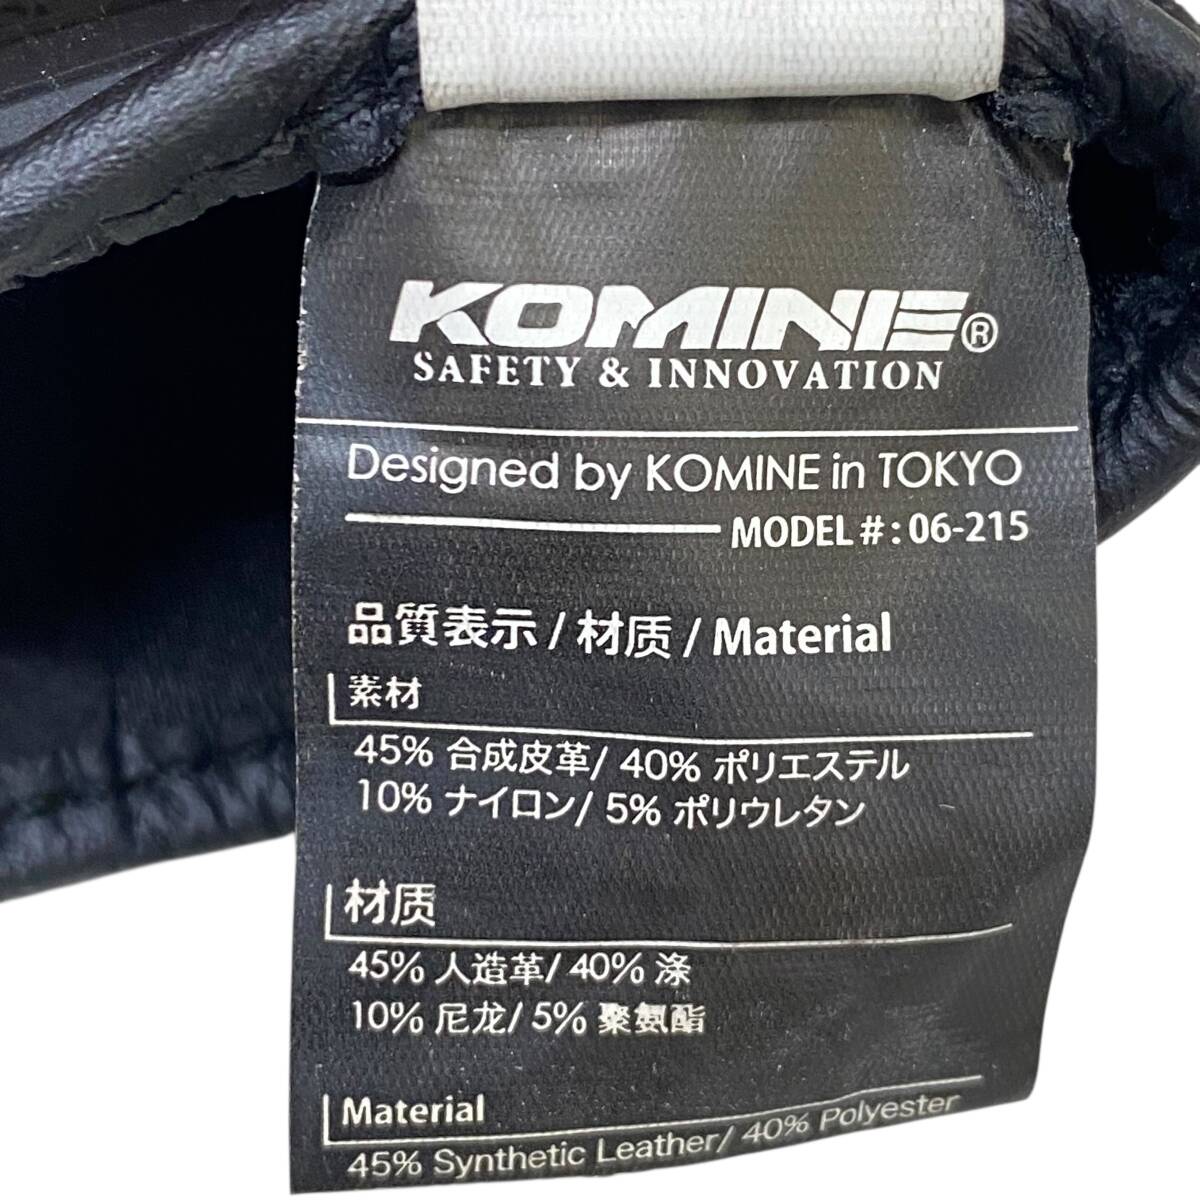 KOMINE®
SAFETY & INNOVATION
Designed by KOMINE in TOKYO
MODEL #: 06-215
品質表示 / 材质 / Material
素材
45% 合成皮革/ 40% ポリエステル
10% ナイロン/ 5% ポリウレタン
材质
45% 人造革/ 40% 涤
10% 尼龙/ 5% 聚氨酯
Material
45% Synthetic Leather/ 40% Polyester